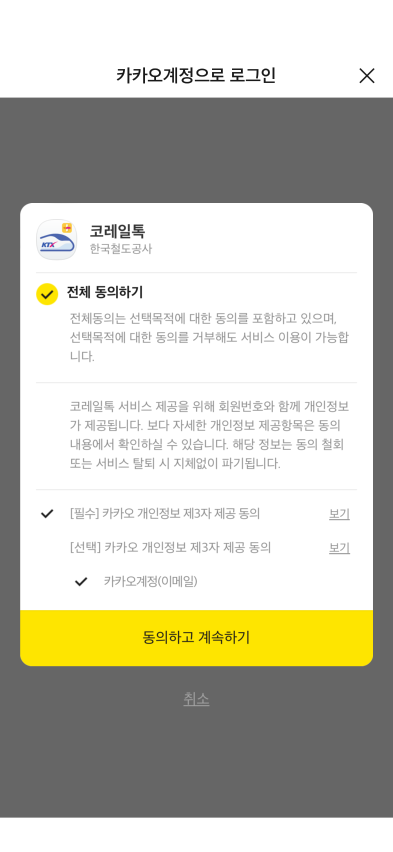 카카오계정으로 로그인
KTX
코레일톡
한국철도공사
전체 동의하기
전체동의는 선택목적에 대한 동의를 포함하고 있으며,
선택목적에 대한 동의를 거부해도 서비스 이용이 가능합
니다.
코레일톡 서비스 제공을 위해 회원번호와 함께 개인정보
가 제공됩니다. 보다 자세한 개인정보 제공항목은 동의
내용에서 확인하실 수 있습니다. 해당 정보는 동의 철회
또는 서비스 탈퇴 시 지체없이 파기됩니다.
[필수] 카카오 개인정보 제3자 제공 동의 보기
[선택] 카카오 개인정보 제3자 제공 동의 보기
카카오계정(이메일)
동의하고 계속하기
취소